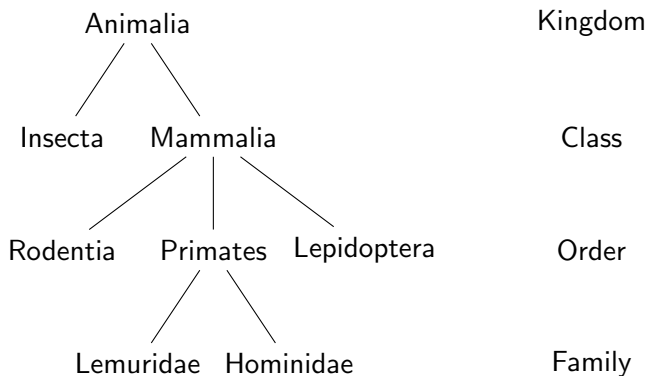 Animalia Kingdom
Insecta Mammalia Class
Rodentia Primates Lepidoptera Order
Lemuridae Hominidae Family